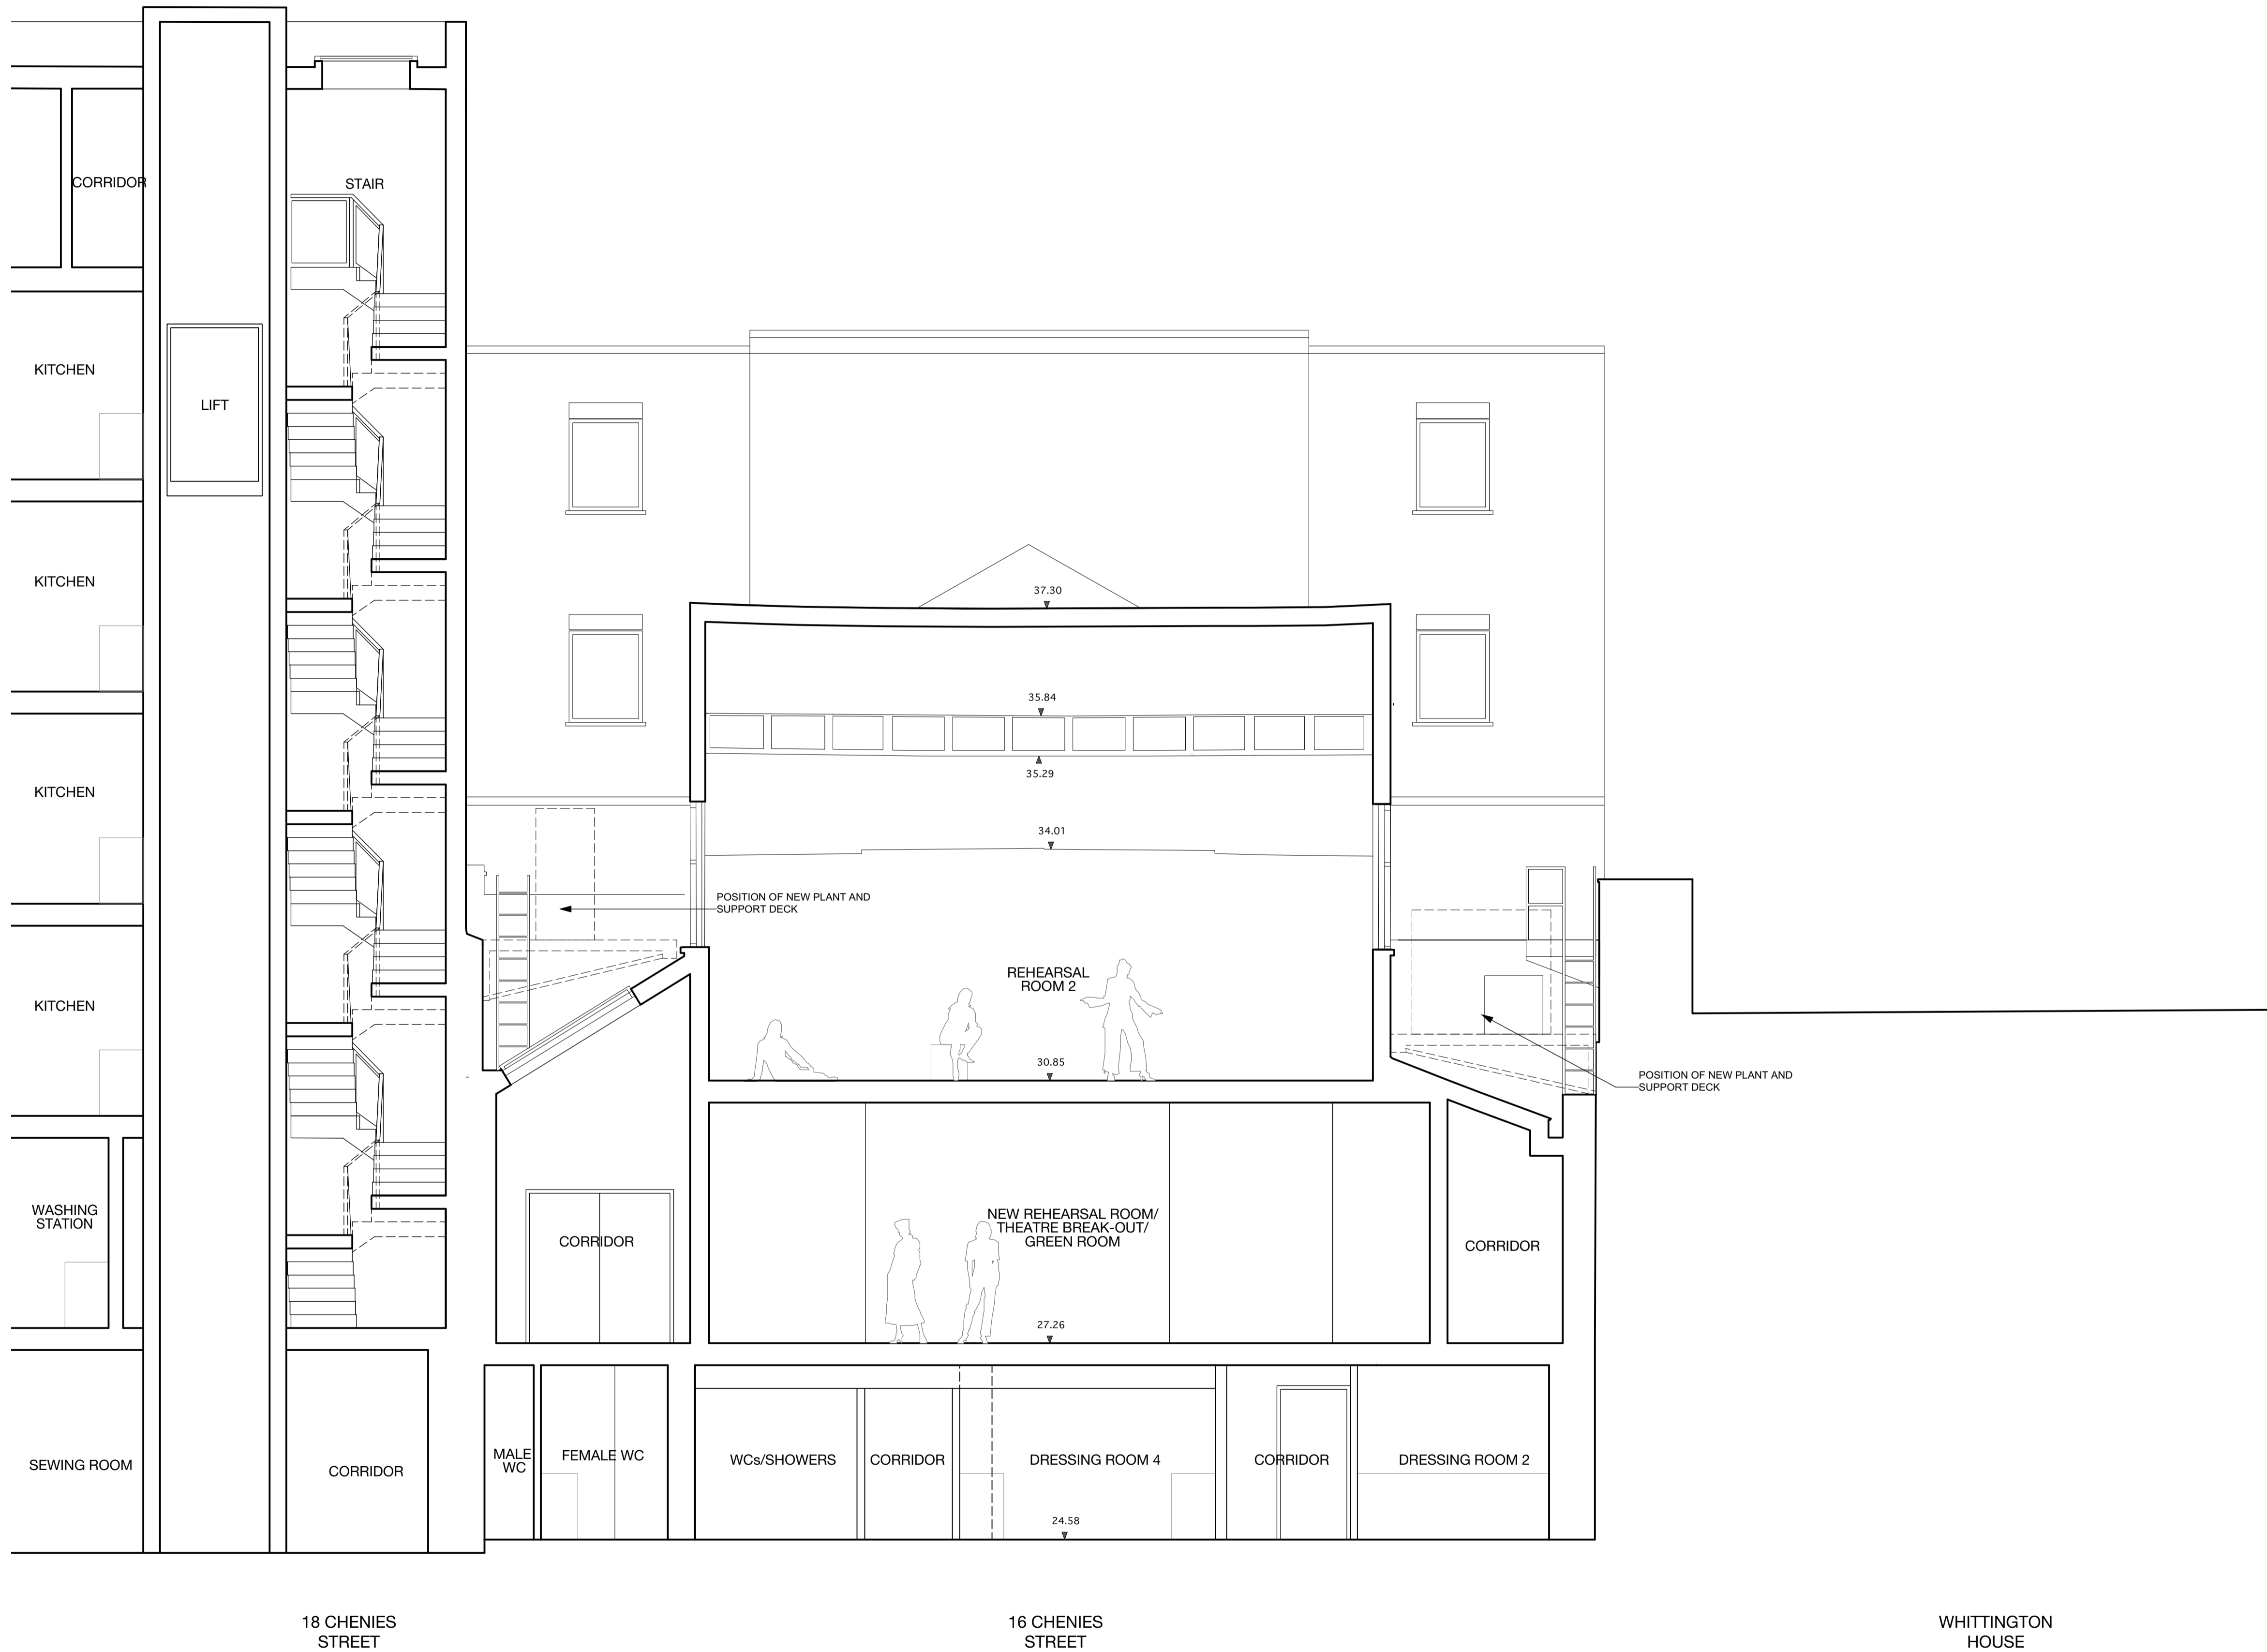 CORRIDOR
STAIR
KITCHEN
LIFT
KITCHEN
37.30
35.84
35.29
KITCHEN
34.01
POSITION OF NEW PLANT AND
SUPPORT DECK
REHEARSAL
ROOM 2
KITCHEN
30.85
POSITION OF NEW PLANT AND
SUPPORT DECK
WASHING
STATION
CORRIDOR
NEW REHEARSAL ROOM/
THEATRE BREAK-OUT/
GREEN ROOM
CORRIDOR
27.26
SEWING ROOM
CORRIDOR
MALE
WC
FEMALE WC
WCs/SHOWERS
CORRIDOR
DRESSING ROOM 4
CORRIDOR
DRESSING ROOM 2
24.58
18 CHENIES
STREET
16 CHENIES
STREET
WHITTINGTON
HOUSE